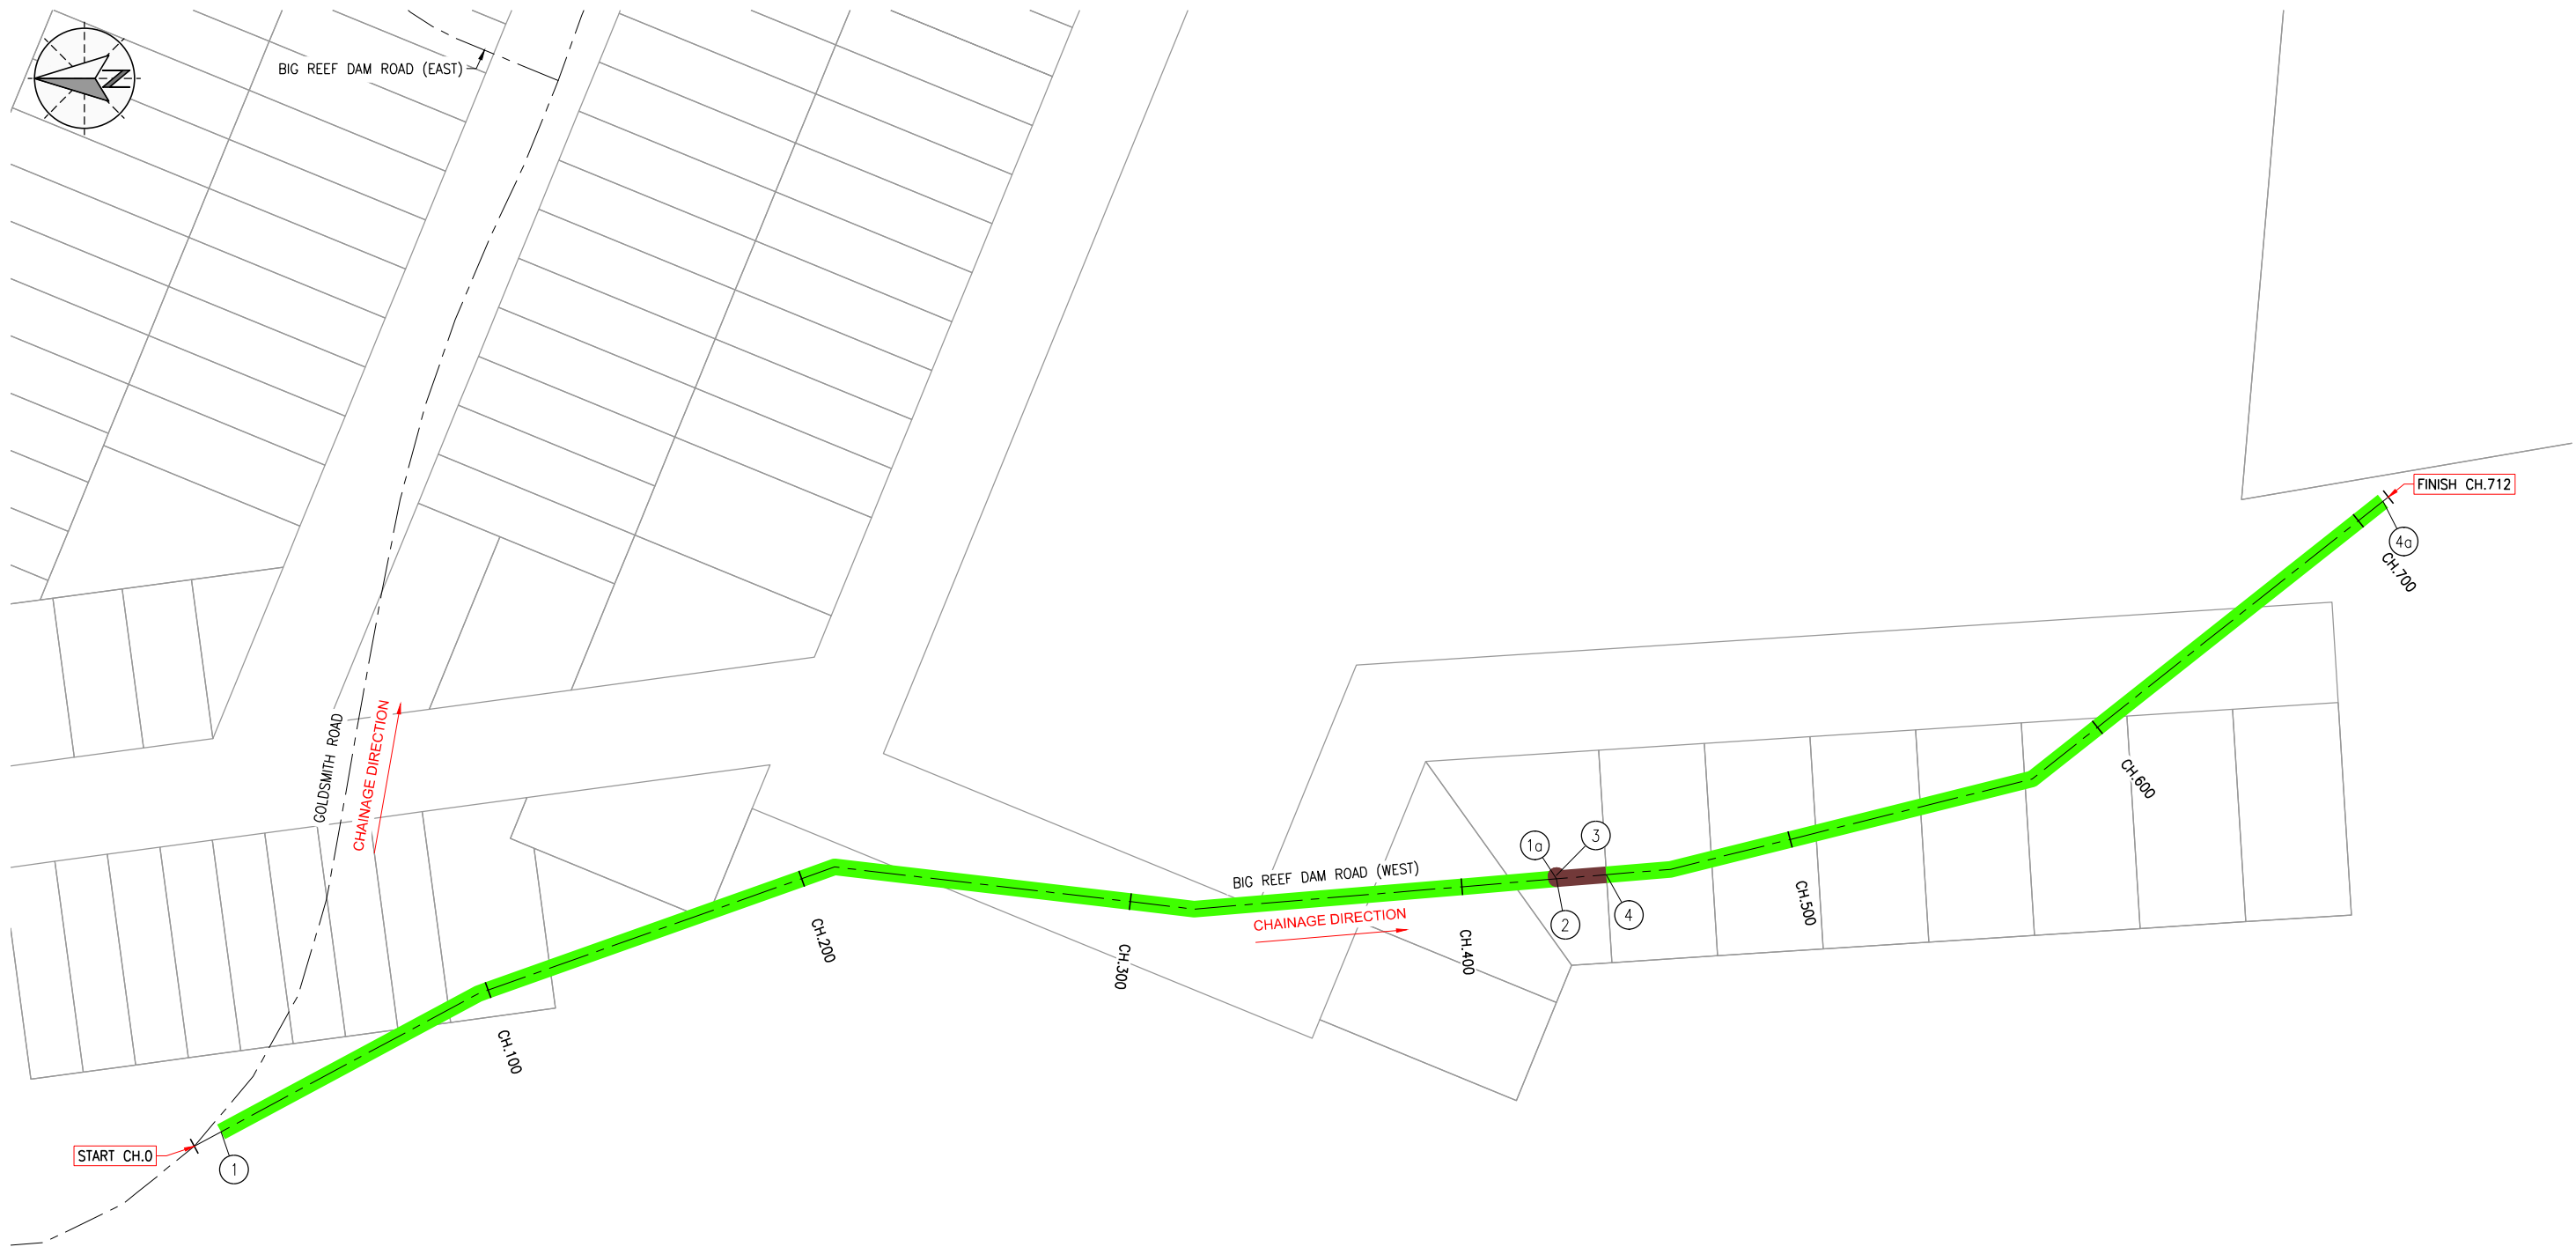 BIG REEF DAM ROAD (EAST)
N
FINISH CH.712
4a
CH.700
GOLDSMITH ROAD
CHAINAGE DIRECTION
CH.600
1a
3
BIG REEF DAM ROAD (WEST)
CHAINAGE DIRECTION
2
4
CH.500
CH.400
CH.300
CH.200
CH.100
START CH.0
1